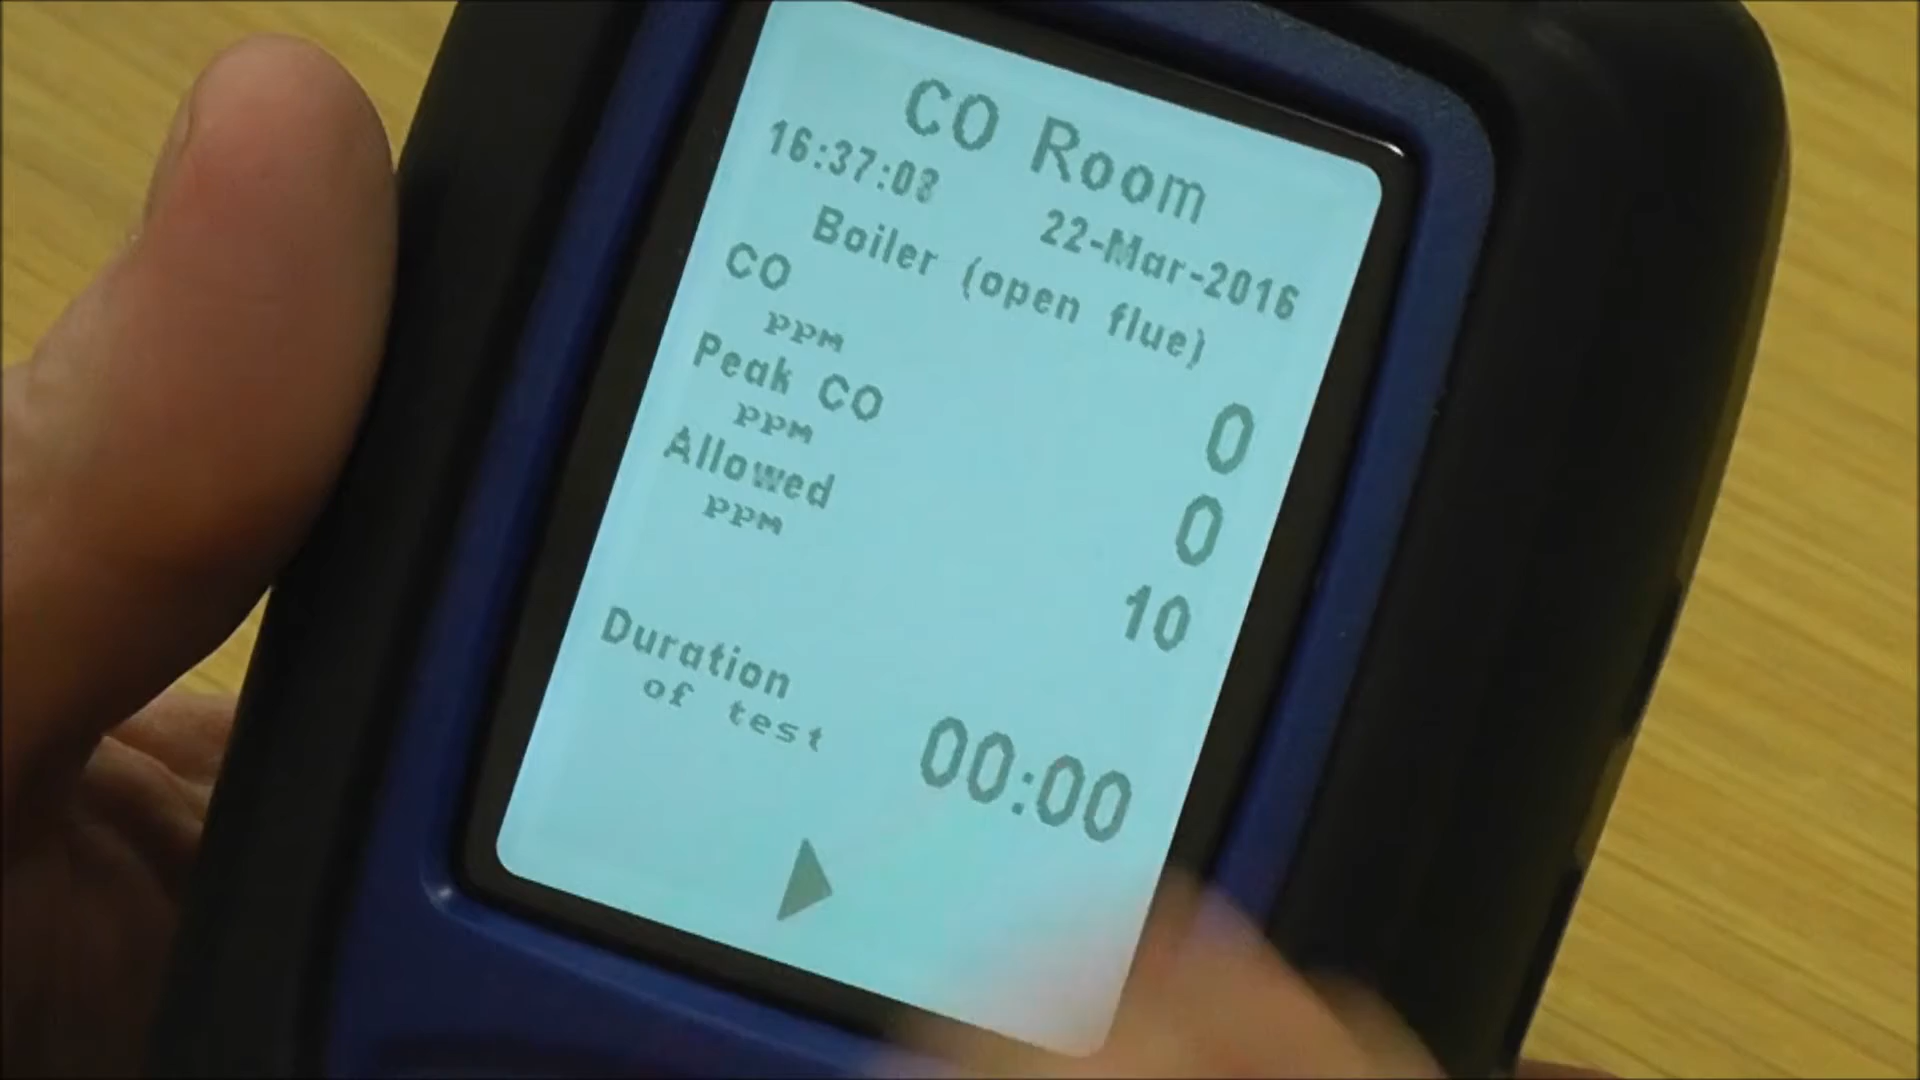 CO Room
16:37:08 22-Mar-2016
Boiler (open flue)
CO
ppm 0
Peak CO
ppm 0
Allowed
ppm 10
Duration
of test 00:00